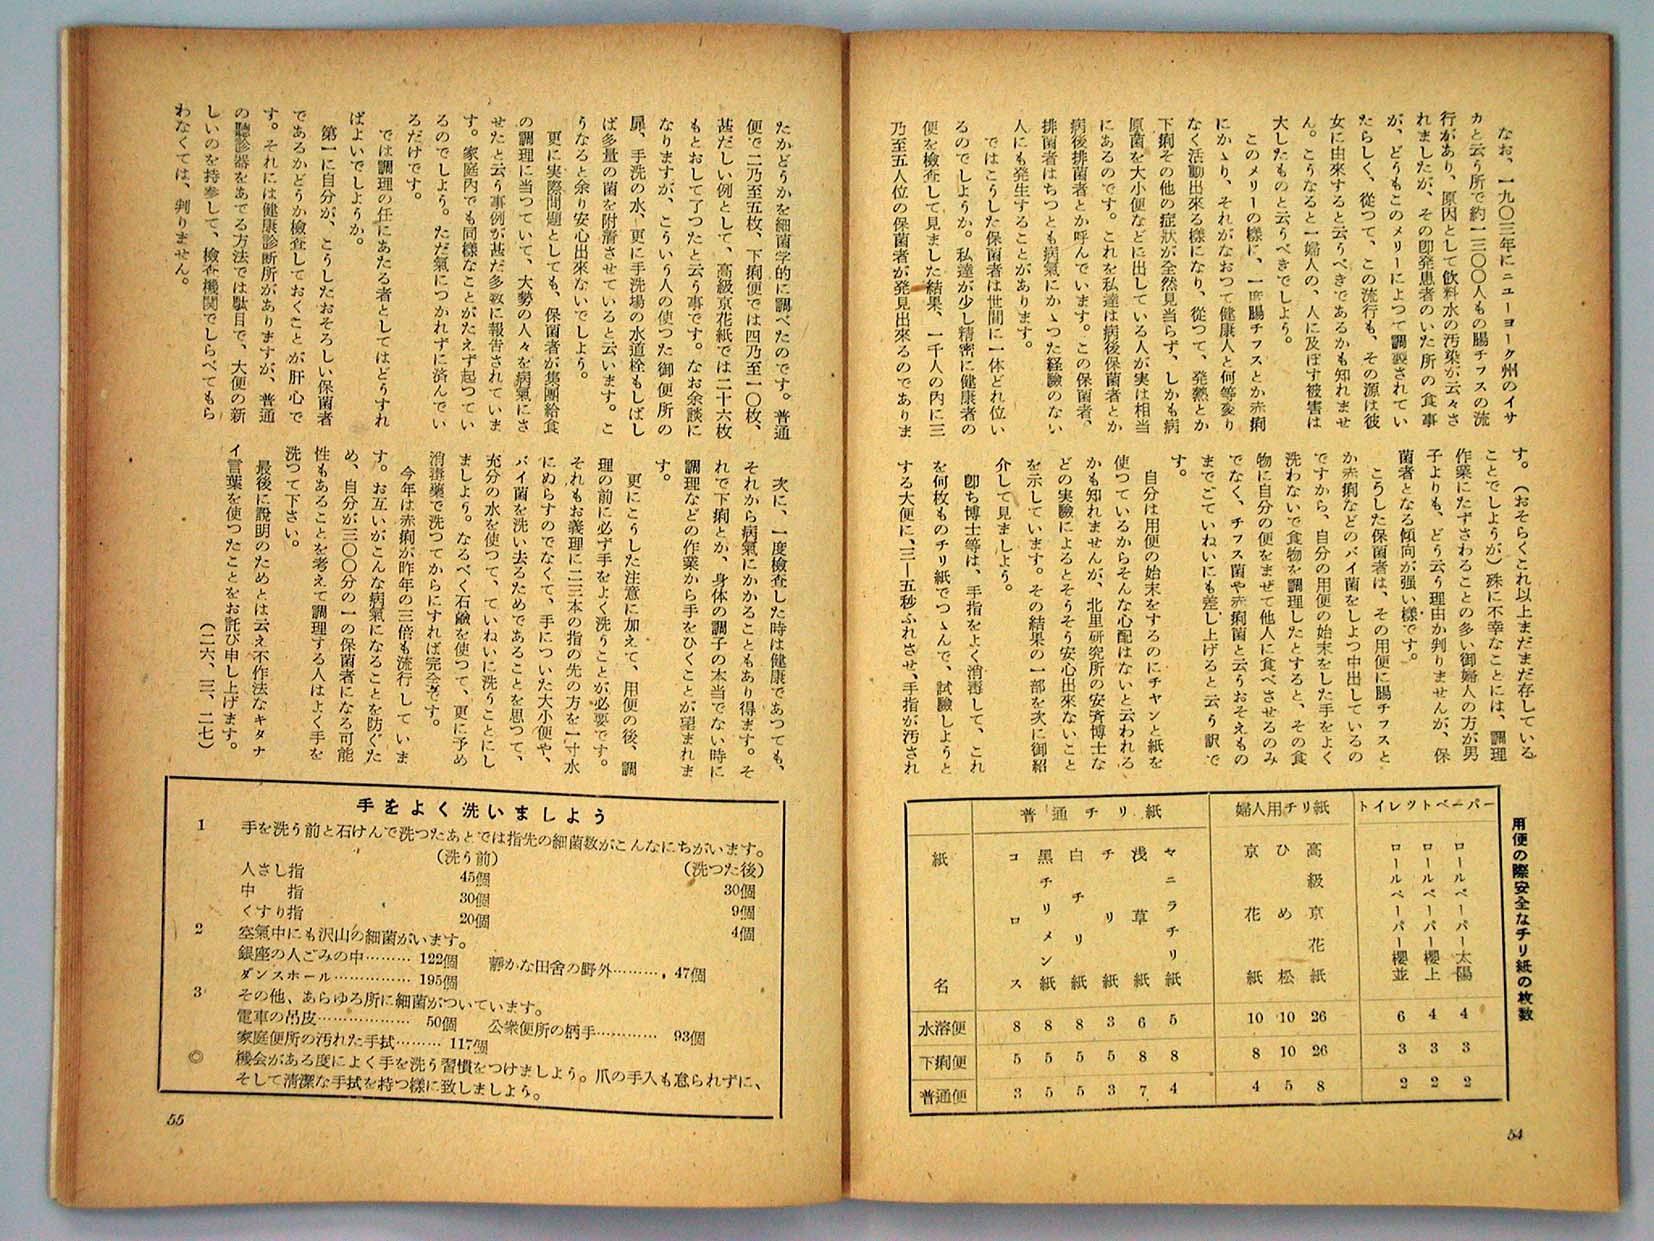 なお、一九〇三年にニユーヨーク州のイサ
カと云う所で約一三〇〇人もの腸チフスの流
行があり、原因として飲料水の汚染が云々さ
れましたが、その卽発患者のいた所の食事
が、どうもこのメリーによつて調製されてい
たらしく、從つて、この流行も、その源は彼
女に由來すると云うべきであるかも知れませ
ん。こうなると一婦人の、人に及ぼす被害は
大したものと云うべきでしよう。
このメリーの様に、一度腸チフスとか赤痢
にかゝり、それがなおつて健康人と何等変り
なく活動出來る様になり、從つて、発熱とか
下痢その他の症狀が全然見当らず、しかも病
原菌を大小便などに出している人が実は相当
にあるのです。これを私達は病後保菌者とか
病後排菌者とか呼んでいます。この保菌者、
排菌者はちつとも病氣にかゝつた経驗のない
人にも発生することがあります。
ではこうした保菌者は世間に一体どれ位い
るのでしようか。私達が少し精密に健康者の
便を檢査して見ました結果、一千人の内に三
乃至五人位の保菌者が発見出來るのでありま
す。（おそらくこれ以上まだまだ存している
ことでしようが）殊に不幸なことには、調理
作業にたずさわることの多い御婦人の方が男
子よりも、どう云う理由か判りませんが、保
菌者となる傾向が强い樣です。
こうした保菌者は、その用便に腸チフスと
か赤痢などのバイ菌をしよつ中出しているの
ですから、自分の用便の始末をした手をよく
洗わないで食物を調理したとすると、その食
物に自分の便をまぜて他人に食べさせるのみ
でなく、チフス菌や赤痢菌と云うおそえもの
までごていねいにも差し上げると云う訳で
す。
自分は用便の始末をするのにチヤンと紙を
使つているからそんな心配はないと云われる
かも知れませんが、北里研究所の安齊博士な
どの実驗によるとそうそう安心出來ないこと
を示しています。その結果の一部を次に御紹
介して見ましよう。
卽ち博士等は、手指をよく消毒して、これ
を何枚ものチリ紙でつゝんで、試驗しようと
する大便に、三—五秒ふれさせ、手指が汚され
用便の際安全なチリ紙の枚数
トイレツトペーパー 婦人用チリ紙 普通チリ紙
紙名 ロールペーパー太陽 ロールペーパー櫻上 ロールペーパー櫻並 高級京花紙 ひめ松 京花紙 マニラチリ紙 浅草紙 チリ紙 白チリ紙 黒チリメン紙 コロス
水溶便 8 8 8 3 6 5 10 10 26 6 4 4
下痢便 5 5 5 5 8 8 8 10 26 3 3 3
普通便 3 5 5 3 7 4 4 5 8 2 2 2
54
たかどうかを細菌学的に調べたのです。普通
便で二乃至五枚、下痢便では四乃至一〇枚、
甚だしい例として、高級京花紙では二十六枚
もとおして了つたと云う事です。なお余談に
なりますが、こういう人の使つた御便所の
扉、手洗の水、更に手洗場の水道栓もしばし
ば多量の菌を附着させていると云います。こ
うなると余り安心出來ないでしよう。
更に実際問題としても、保菌者が集團給食
の調理に当つていて、大勢の人々を病氣にさ
せたと云う事例が甚だ多数に報告されていま
す。家庭内でも同樣なことがたえず起つてい
るのでしよう。ただ氣につかれずに済んでい
るだけです。
では調理の任にあたる者としてはどうすれ
ばよいでしようか。
第一に自分が、こうしたおそろしい保菌者
であるかどうか檢査しておくことが肝心で
す。それには健康診断所がありますが、普通
の聽診器をあてる方法では駄目で、大便の新
しいのを持参して、檢査機関でしらべてもら
わなくては、判りません。
次に、一度檢査した時は健康であつても、
それから病氣にかかることもあり得ます。そ
れで下痢とか、身体の調子の本当でない時に
調理などの作業から手をひくことが望まれま
す。
更にこうした注意に加えて、用便の後、調
理の前に必ず手をよく洗うことが必要です。
それもお義理に二三本の指の先の方を一寸水
にぬらすのでなくて、手についた大小便や、
バイ菌を洗い去るためであることを思つて、
充分の水を使つて、ていねいに洗うことにし
ましよう。なるべく石鹼を使つて、更に予め
消毒藥で洗つてからにすれば完全です。
今年は赤痢が昨年の三倍も流行していま
す。お互いがこんな病氣になることを防ぐた
め、自分が三〇〇分の一の保菌者になる可能
性もあることを考えて調理する人はよく手を
洗つて下さい。
最後に説明のためとは云え不作法なキタナ
イ言葉を使つたことをお詫び申し上げます。
（二六、三、二七）
手をよく洗いましよう
1 手を洗う前と石けんで洗つたあとでは指先の細菌数がこんなにちがいます。
（洗う前） （洗つた後）
人さし指 45個 30個
中指 30個 9個
くすり指 20個 4個
2 空氣中にも沢山の細菌がいます。
銀座の人ごみの中……… 122個 靜かな田舎の野外……… 47個
ダンスホール…………… 195個
3 その他、あらゆる所に細菌がついています。
電車の吊皮……………… 50個 公衆便所の柄手………… 93個
家庭便所の汚れた手拭……… 117個
◎ 機会がある度によく手を洗う習慣をつけましよう。爪の手入も怠られずに、
そして清潔な手拭を持つ様に致しましよう。
55